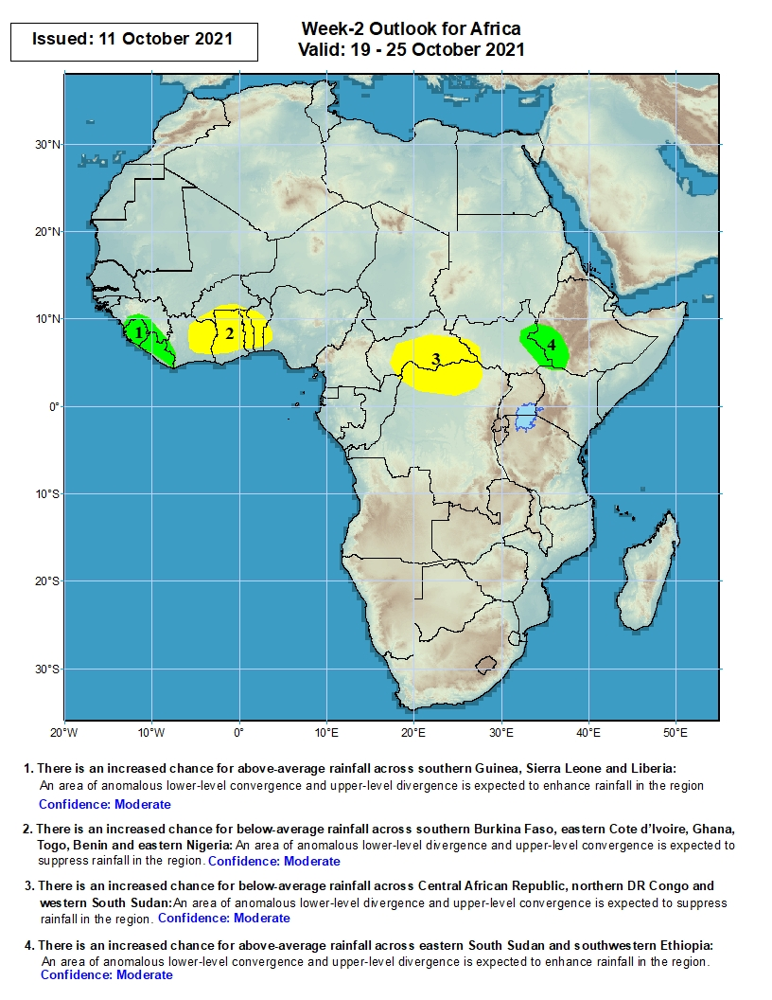 Issued: 11 October 2021
Week-2 Outlook for Africa
Valid: 19 - 25 October 2021
30°N
20°N
10°N
0°
10°S
20°S
30°S
1
2
3
4
20°W
10°W
0°
10°E
20°E
30°E
40°E
50°E
1. There is an increased chance for above-average rainfall across southern Guinea, Sierra Leone and Liberia:
An area of anomalous lower-level convergence and upper-level divergence is expected to enhance rainfall in the region
Confidence: Moderate
2. There is an increased chance for below-average rainfall across southern Burkina Faso, eastern Cote d'Ivoire, Ghana,
Togo, Benin and eastern Nigeria: An area of anomalous lower-level divergence and upper-level convergence is expected to
suppress rainfall in the region. Confidence: Moderate
3. There is an increased chance for below-average rainfall across Central African Republic, northern DR Congo and
western South Sudan:An area of anomalous lower-level divergence and upper-level convergence is expected to suppress
rainfall in the region. Confidence: Moderate
4. There is an increased chance for above-average rainfall across eastern South Sudan and southwestern Ethiopia:
An area of anomalous lower-level convergence and upper-level divergence is expected to enhance rainfall in the region.
Confidence: Moderate